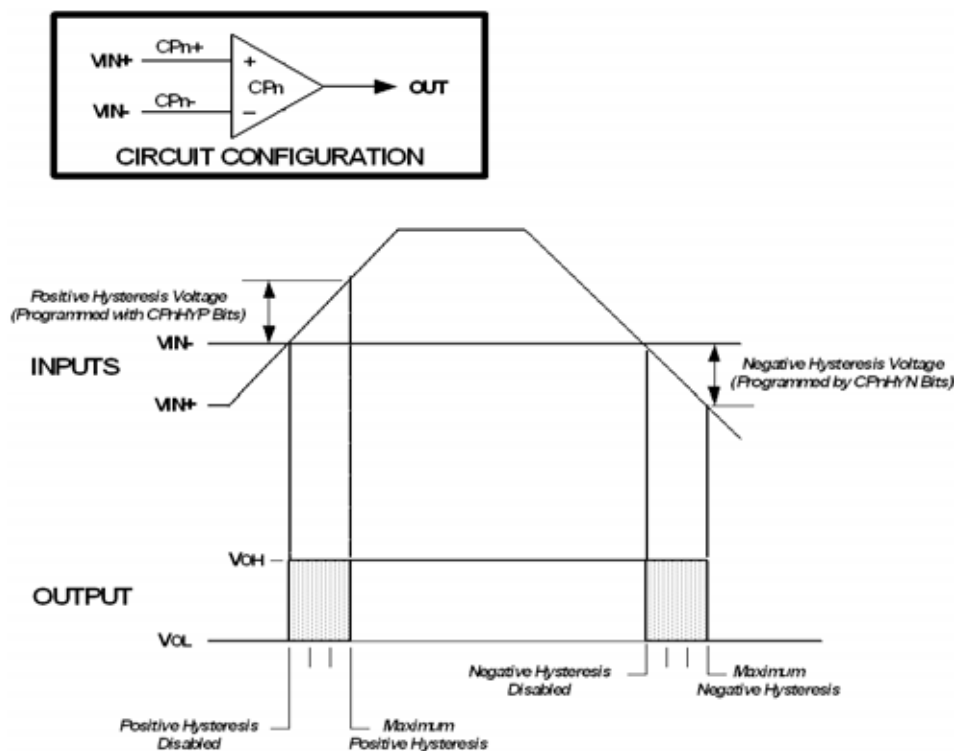 VIN+
CPn+
+
CPn
OUT
VIN-
CPn-
–
CIRCUIT CONFIGURATION
Positive Hysteresis Voltage
(Programmed with CPnHYP Bits)
VIN-
INPUTS
Negative Hysteresis Voltage
(Programmed by CPnHYN Bits)
VIN+
VOH
OUTPUT
VOL
Negative Hysteresis
Disabled
Maximum
Negative Hysteresis
Positive Hysteresis
Disabled
Maximum
Positive Hysteresis